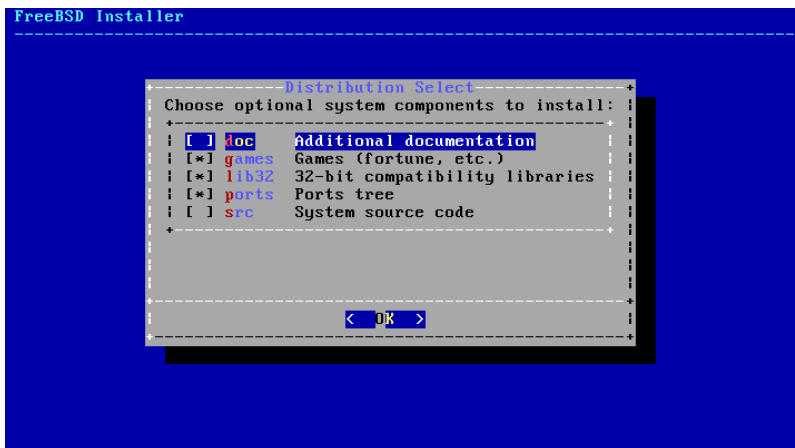 FreeBSD Installer
Distribution Select
Choose optional system components to install:
[ ] doc Additional documentation
[*] games Games (fortune, etc.)
[*] lib32 32-bit compatibility libraries
[*] ports Ports tree
[ ] src System source code
< OK >